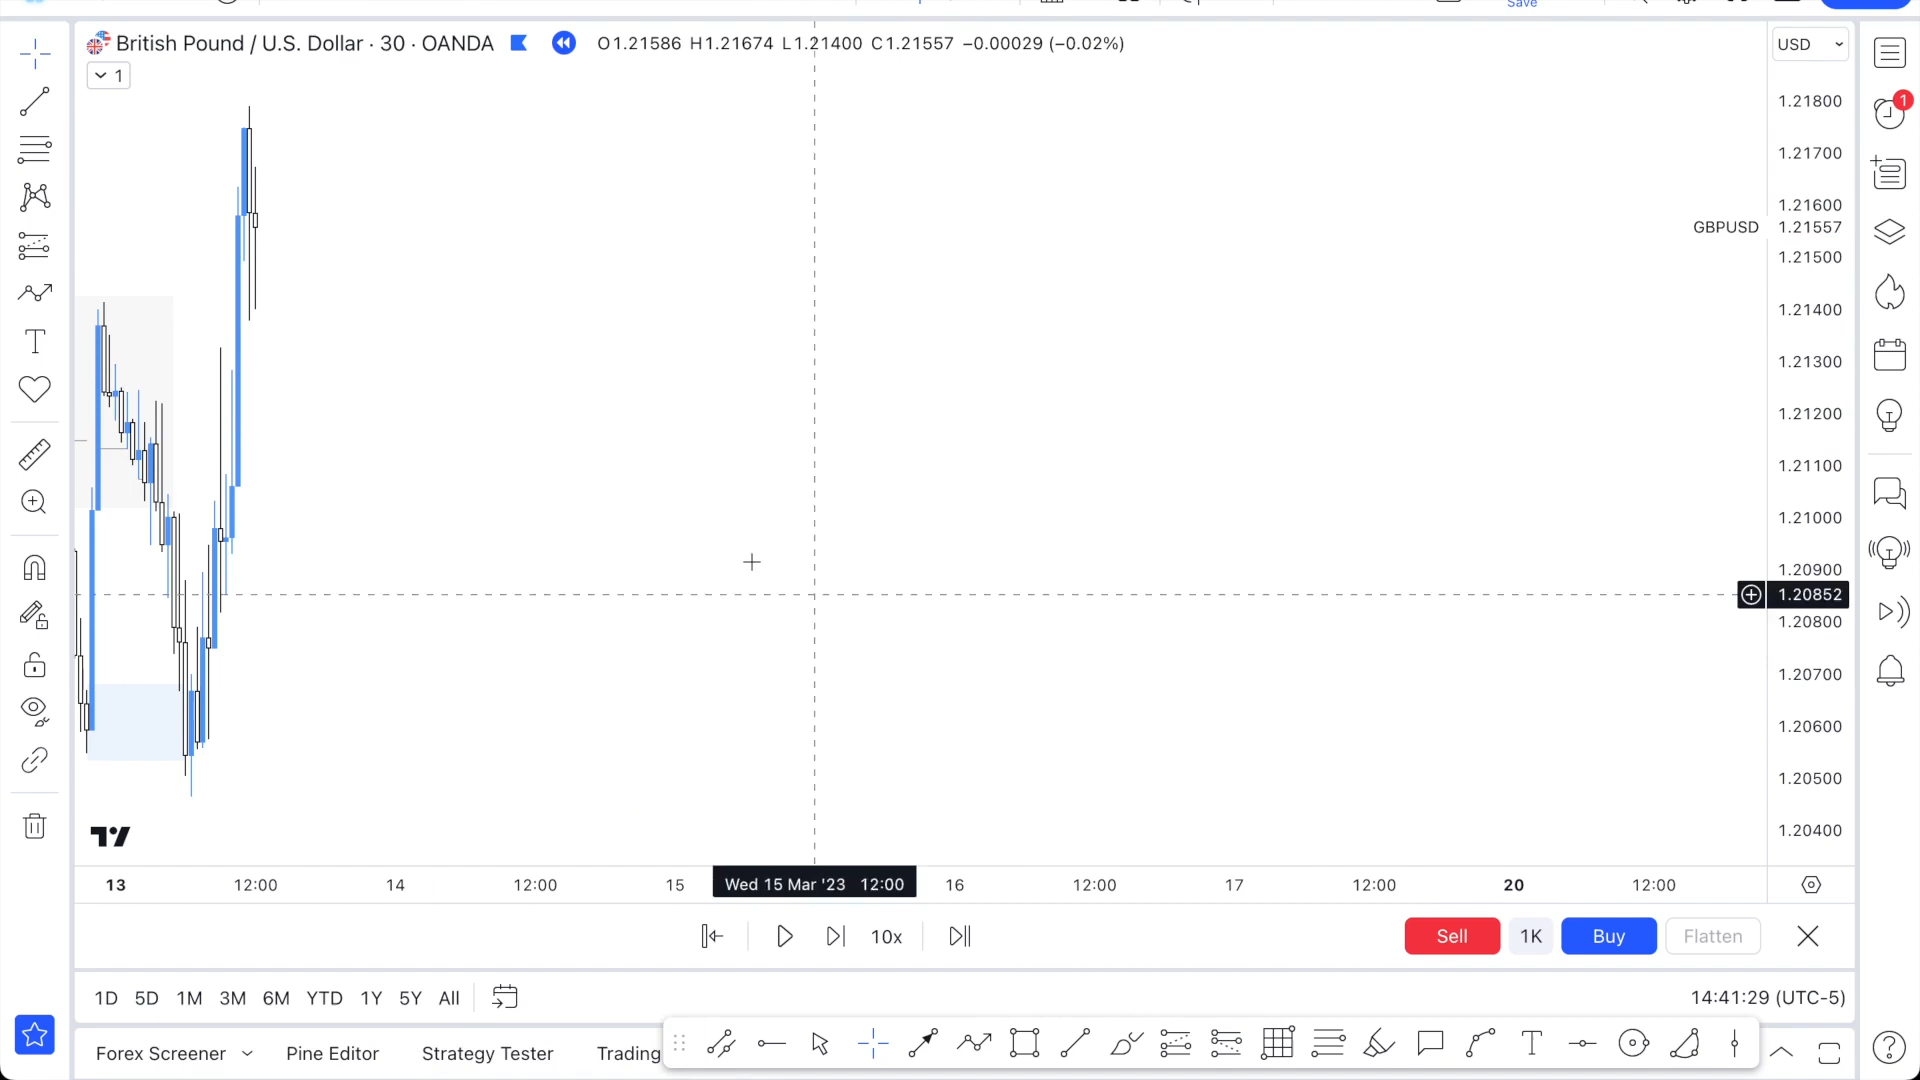 Save
British Pound / U.S. Dollar · 30 · OANDA O1.21586 H1.21674 L1.21400 C1.21557 −0.00029 (−0.02%)
USD
1
1
1.21800
1.21700
1.21600
GBPUSD 1.21557
1.21500
1.21400
1.21300
1.21200
1.21100
1.21000
1.20900
1.20852
1.20800
1.20700
1.20600
1.20500
1.20400
13 12:00 14 12:00 15 Wed 15 Mar '23 12:00 16 12:00 17 12:00 20 12:00
10x Sell 1K Buy Flatten
1D 5D 1M 3M 6M YTD 1Y 5Y All 14:41:29 (UTC-5)
Forex Screener Pine Editor Strategy Tester Trading